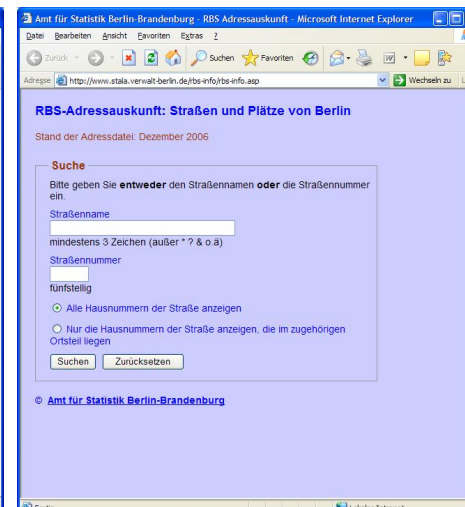 Amt für Statistik Berlin-Brandenburg - RBS Adressauskunft - Microsoft Internet Explorer
Datei Bearbeiten Ansicht Favoriten Extras ?
Zurück Suchen Favoriten
Adresse http://www.stala.verwalt-berlin.de/rbs-info/rbs-info.asp Wechseln zu
RBS-Adressauskunft: Straßen und Plätze von Berlin
Stand der Adressdatei: Dezember 2006
Suche
Bitte geben Sie entweder den Straßennamen oder die Straßennummer
ein.
Straßenname
mindestens 3 Zeichen (außer * ? & o.ä)
Straßennummer
fünfstellig
Alle Hausnummern der Straße anzeigen
Nur die Hausnummern der Straße anzeigen, die im zugehörigen
Ortsteil liegen
Suchen Zurücksetzen
© Amt für Statistik Berlin-Brandenburg